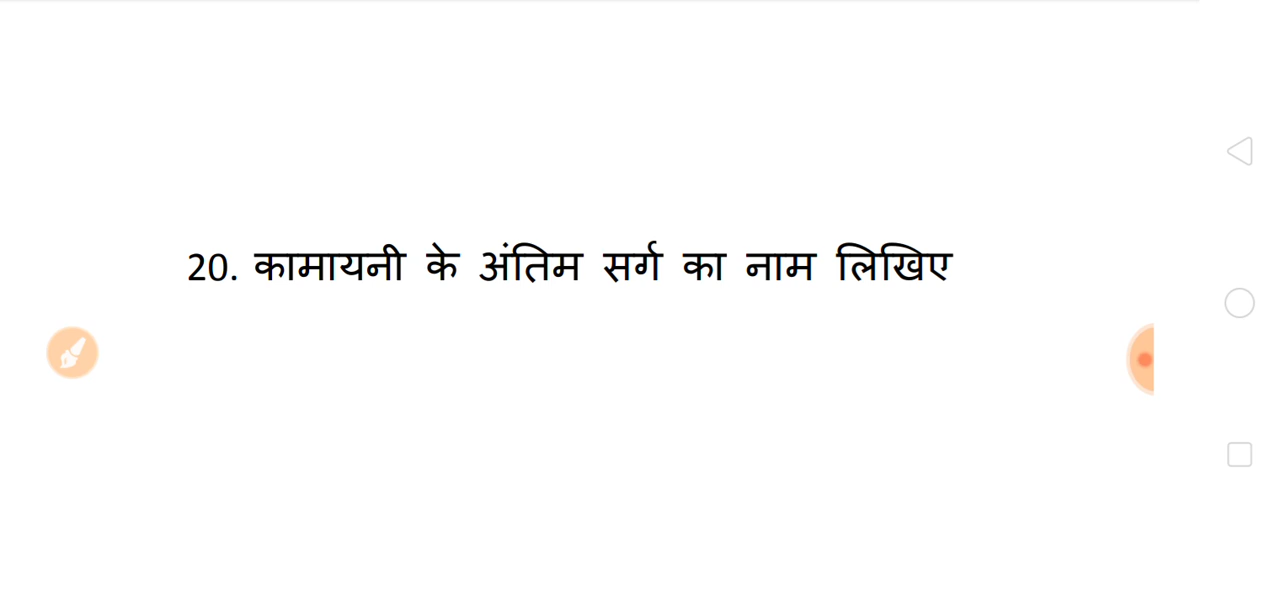 20. कामायनी के अंतिम सर्ग का नाम लिखिए